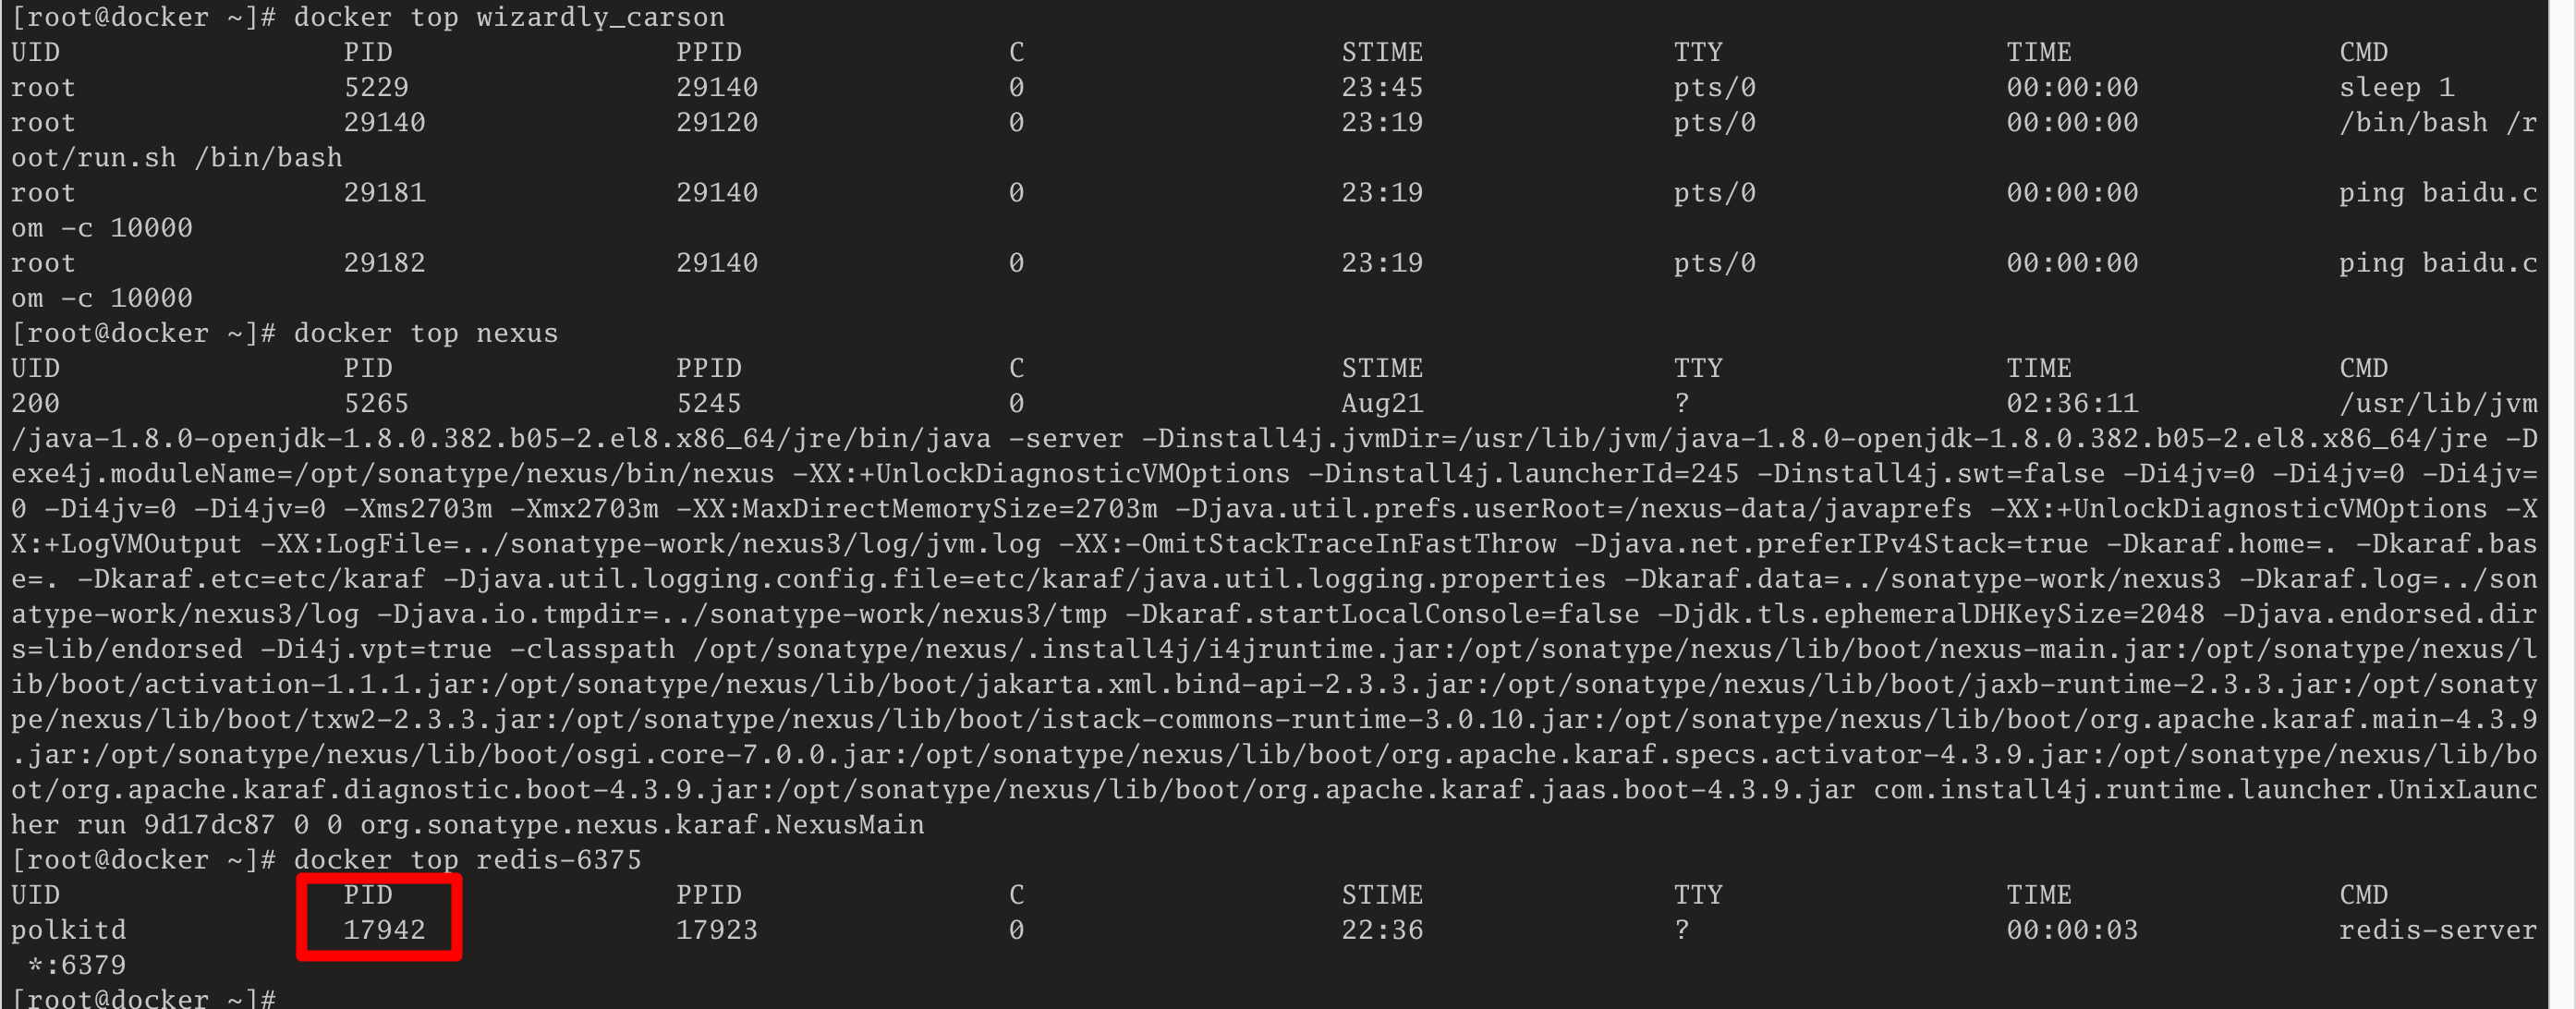 [root@docker ~]# docker top wizardly_carson
UID PID PPID C STIME TTY TIME CMD
root 5229 29140 0 23:45 pts/0 00:00:00 sleep 1
root 29140 29120 0 23:19 pts/0 00:00:00 /bin/bash /r
oot/run.sh /bin/bash
root 29181 29140 0 23:19 pts/0 00:00:00 ping baidu.c
om -c 10000
root 29182 29140 0 23:19 pts/0 00:00:00 ping baidu.c
om -c 10000
[root@docker ~]# docker top nexus
UID PID PPID C STIME TTY TIME CMD
200 5265 5245 0 Aug21 ? 02:36:11 /usr/lib/jvm
/java-1.8.0-openjdk-1.8.0.382.b05-2.el8.x86_64/jre/bin/java -server -Dinstall4j.jvmDir=/usr/lib/jvm/java-1.8.0-openjdk-1.8.0.382.b05-2.el8.x86_64/jre -D
exe4j.moduleName=/opt/sonatype/nexus/bin/nexus -XX:+UnlockDiagnosticVMOptions -Dinstall4j.launcherId=245 -Dinstall4j.swt=false -Di4jv=0 -Di4jv=0 -Di4jv=
0 -Di4jv=0 -Di4jv=0 -Xms2703m -Xmx2703m -XX:MaxDirectMemorySize=2703m -Djava.util.prefs.userRoot=/nexus-data/javaprefs -XX:+UnlockDiagnosticVMOptions -X
X:+LogVMOutput -XX:LogFile=../sonatype-work/nexus3/log/jvm.log -XX:-OmitStackTraceInFastThrow -Djava.net.preferIPv4Stack=true -Dkaraf.home=. -Dkaraf.bas
e=. -Dkaraf.etc=etc/karaf -Djava.util.logging.config.file=etc/karaf/java.util.logging.properties -Dkaraf.data=../sonatype-work/nexus3 -Dkaraf.log=../son
atype-work/nexus3/log -Djava.io.tmpdir=../sonatype-work/nexus3/tmp -Dkaraf.startLocalConsole=false -Djdk.tls.ephemeralDHKeySize=2048 -Djava.endorsed.dir
s=lib/endorsed -Di4j.vpt=true -classpath /opt/sonatype/nexus/.install4j/i4jruntime.jar:/opt/sonatype/nexus/lib/boot/nexus-main.jar:/opt/sonatype/nexus/l
ib/boot/activation-1.1.1.jar:/opt/sonatype/nexus/lib/boot/jakarta.xml.bind-api-2.3.3.jar:/opt/sonatype/nexus/lib/boot/jaxb-runtime-2.3.3.jar:/opt/sonaty
pe/nexus/lib/boot/txw2-2.3.3.jar:/opt/sonatype/nexus/lib/boot/istack-commons-runtime-3.0.10.jar:/opt/sonatype/nexus/lib/boot/org.apache.karaf.main-4.3.9
.jar:/opt/sonatype/nexus/lib/boot/osgi.core-7.0.0.jar:/opt/sonatype/nexus/lib/boot/org.apache.karaf.specs.activator-4.3.9.jar:/opt/sonatype/nexus/lib/bo
ot/org.apache.karaf.diagnostic.boot-4.3.9.jar:/opt/sonatype/nexus/lib/boot/org.apache.karaf.jaas.boot-4.3.9.jar com.install4j.runtime.launcher.UnixLaunc
her run 9d17dc87 0 0 org.sonatype.nexus.karaf.NexusMain
[root@docker ~]# docker top redis-6375
UID PID PPID C STIME TTY TIME CMD
polkitd 17942 17923 0 22:36 ? 00:00:03 redis-server
 *:6379
[root@docker ~]#